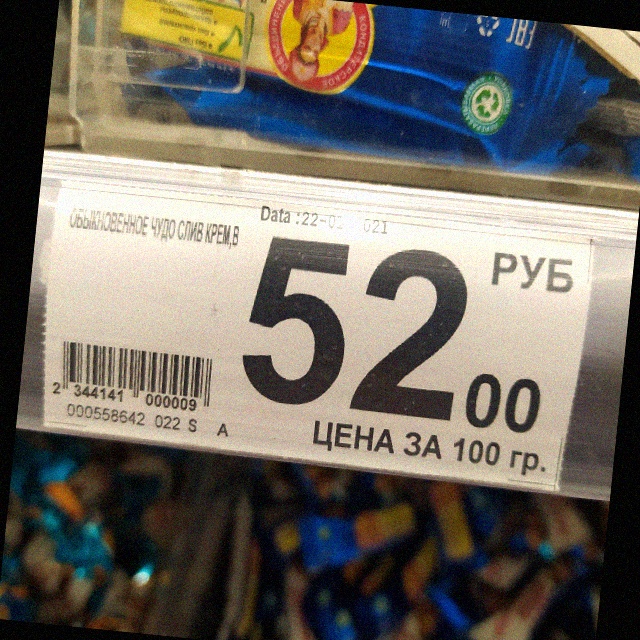 ОБЫКНОВЕННОЕ ЧУДО СЛИВ КРЕМ,В
Data :22-0
021
52
00
РУБ
2 344141 000009
000558642 022 S A
ЦЕНА ЗА 100 гр.